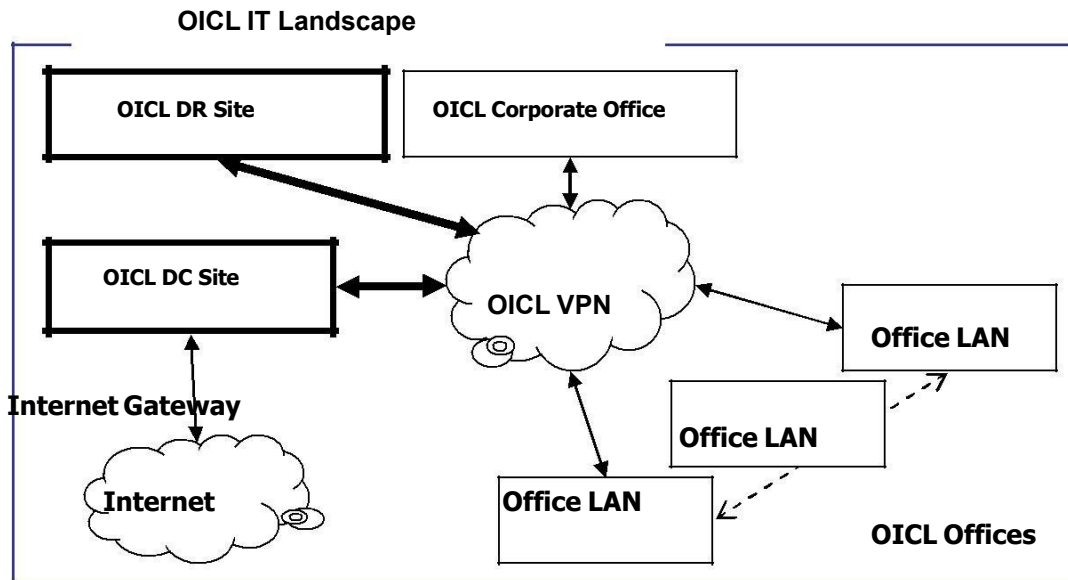 OICL IT Landscape
OICL DR Site
OICL Corporate Office
OICL DC Site
OICL VPN
Office LAN
Internet Gateway
Office LAN
Internet
Office LAN
OICL Offices